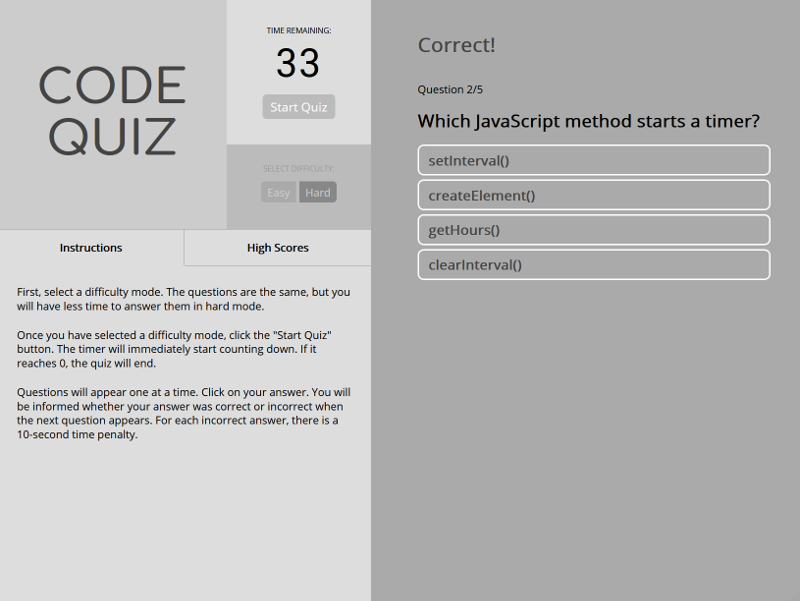 CODE
QUIZ
TIME REMAINING:
33
Start Quiz
SELECT DIFFICULTY:
Easy Hard
Instructions
High Scores
First, select a difficulty mode. The questions are the same, but you
will have less time to answer them in hard mode.
Once you have selected a difficulty mode, click the "Start Quiz"
button. The timer will immediately start counting down. If it
reaches 0, the quiz will end.
Questions will appear one at a time. Click on your answer. You will
be informed whether your answer was correct or incorrect when
the next question appears. For each incorrect answer, there is a
10-second time penalty.
Correct!
Question 2/5
Which JavaScript method starts a timer?
setInterval()
createElement()
getHours()
clearInterval()